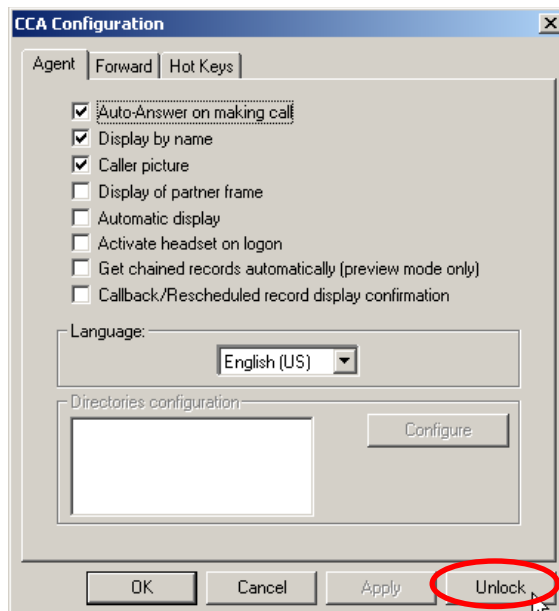 CCA Configuration
Agent Forward Hot Keys
Auto-Answer on making call
Display by name
Caller picture
Display of partner frame
Automatic display
Activate headset on logon
Get chained records automatically (preview mode only)
Callback/Rescheduled record display confirmation
Language:
English (US)
Directories configuration
Configure
OK Cancel Apply Unlock